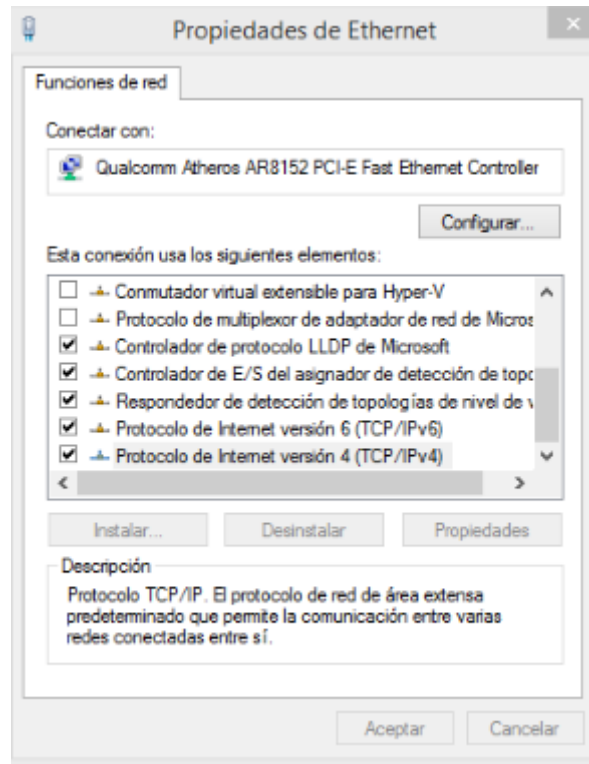 Propiedades de Ethernet
Funciones de red
Conectar con:
Qualcomm Atheros AR8152 PCI-E Fast Ethernet Controller
Configurar...
Esta conexión usa los siguientes elementos:
Conmutador virtual extensible para Hyper-V
Protocolo de multiplexor de adaptador de red de Micros
Controlador de protocolo LLDP de Microsoft
Controlador de E/S del asignador de detección de topo
Respondedor de detección de topologías de nivel de v
Protocolo de Internet versión 6 (TCP/IPv6)
Protocolo de Internet versión 4 (TCP/IPv4)
Instalar... Desinstalar Propiedades
Descripción
Protocolo TCP/IP. El protocolo de red de área extensa
predeterminado que permite la comunicación entre varias
redes conectadas entre sí.
Aceptar Cancelar